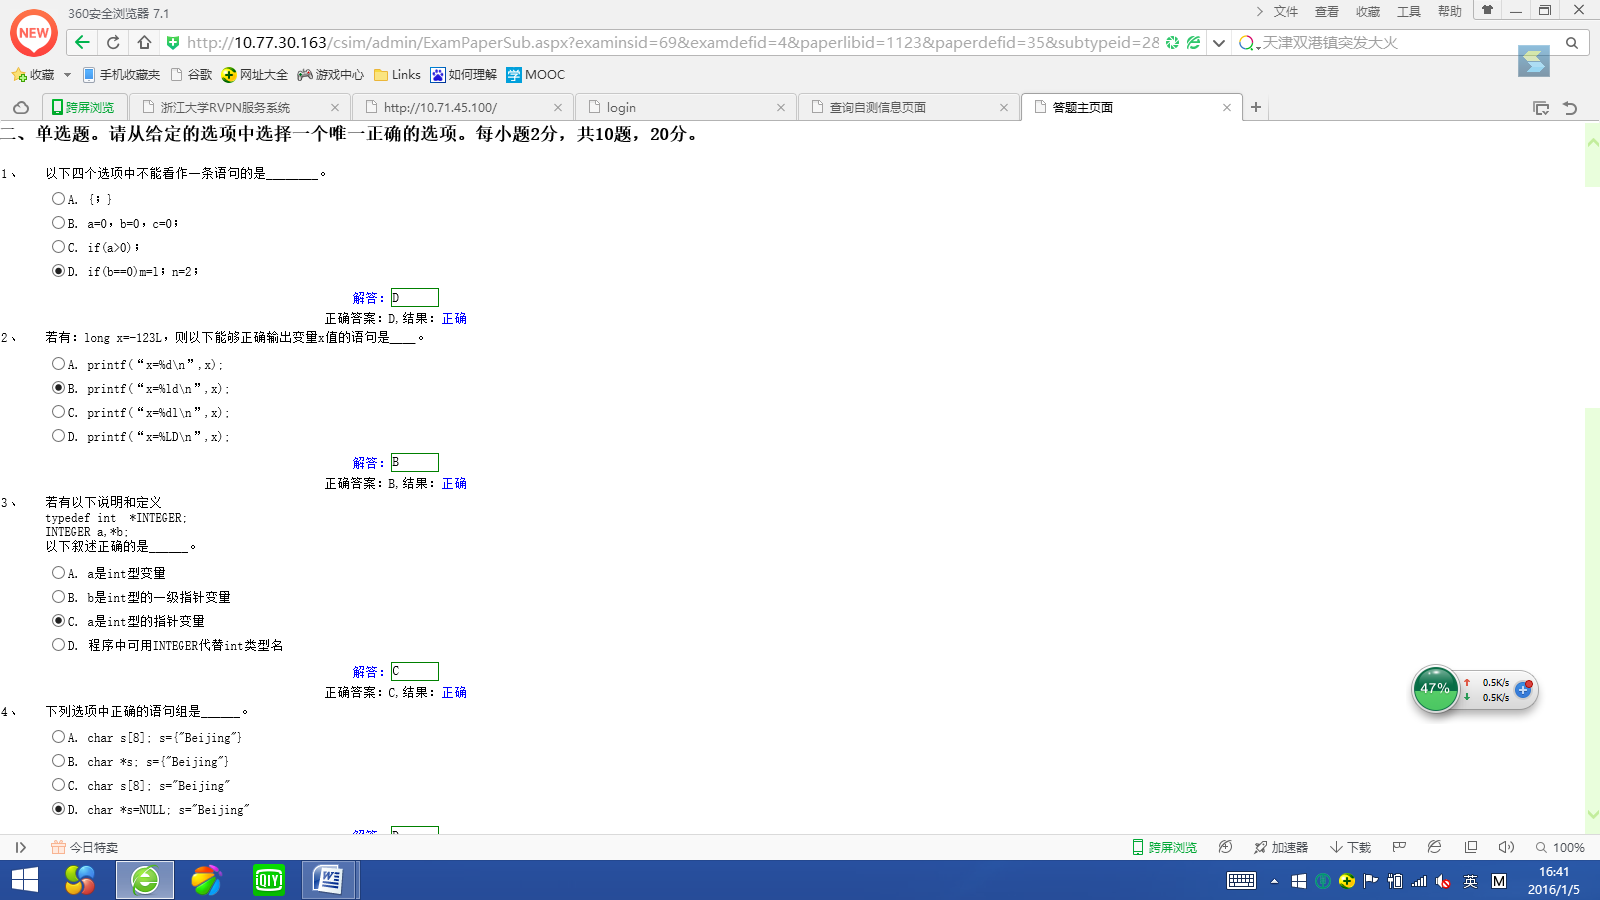 360安全浏览器 7.1
文件 查看 收藏 工具 帮助
NEW
http://10.77.30.163/csim/admin/ExamPaperSub.aspx?examinsid=69&examdefid=4&paperlibid=1123&paperdefid=35&subtypeid=2&
天津双港镇突发大火
收藏 手机收藏夹 谷歌 网址大全 游戏中心 Links 如何理解 学 MOOC
跨屏浏览 浙江大学RVPN服务系统 http://10.71.45.100/ login 查询自测信息页面 答题主页面
二、单选题。请从给定的选项中选择一个唯一正确的选项。每小题2分，共10题，20分。
1、 以下四个选项中不能看作一条语句的是________。
A. {；}
B. a=0，b=0，c=0；
C. if(a>0)；
D. if(b==0)m=1；n=2；
解答：D
正确答案：D,结果：正确
2、 若有：long x=-123L，则以下能够正确输出变量x值的语句是____。
A. printf(“x=%d\n”,x);
B. printf(“x=%ld\n”,x);
C. printf(“x=%dl\n”,x);
D. printf(“x=%LD\n”,x);
解答：B
正确答案：B,结果：正确
3、 若有以下说明和定义
typedef int  *INTEGER;
INTEGER a,*b;
以下叙述正确的是______。
A. a是int型变量
B. b是int型的一级指针变量
C. a是int型的指针变量
D. 程序中可用INTEGER代替int类型名
解答：C
正确答案：C,结果：正确
47% 0.5K/s
0.5K/s
4、 下列选项中正确的语句组是______。
A. char s[8]; s={"Beijing"}
B. char *s; s={"Beijing"}
C. char s[8]; s="Beijing"
D. char *s=NULL; s="Beijing"
今日特卖 跨屏浏览 加速器 下载 100%
QIY 英 M 16:41
2016/1/5